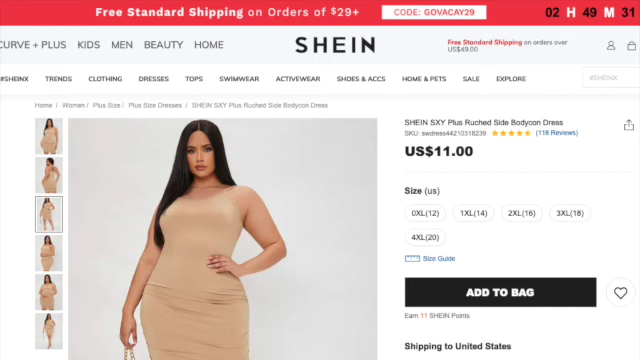 Free Standard Shipping on Orders of $29+
CODE: GOVACAY29
02 H 49 M 31
CURVE + PLUS KIDS MEN BEAUTY HOME
SHEIN
Free Standard Shipping on orders over
US$49.00
#SHEINX TRENDS CLOTHING DRESSES TOPS SWIMWEAR ACTIVEWEAR SHOES & ACCS HOME & PETS SALE EXPLORE
#SHEINX
Home / Women / Plus Size / Plus Size Dresses / SHEIN SXY Plus Ruched Side Bodycon Dress
SHEIN SXY Plus Ruched Side Bodycon Dress
SKU: swdress44210318239 (118 Reviews)
US$11.00
Size (us)
0XL(12) 1XL(14) 2XL(16) 3XL(18)
4XL(20)
Size Guide
ADD TO BAG
Earn 11 SHEIN Points
Shipping to United States